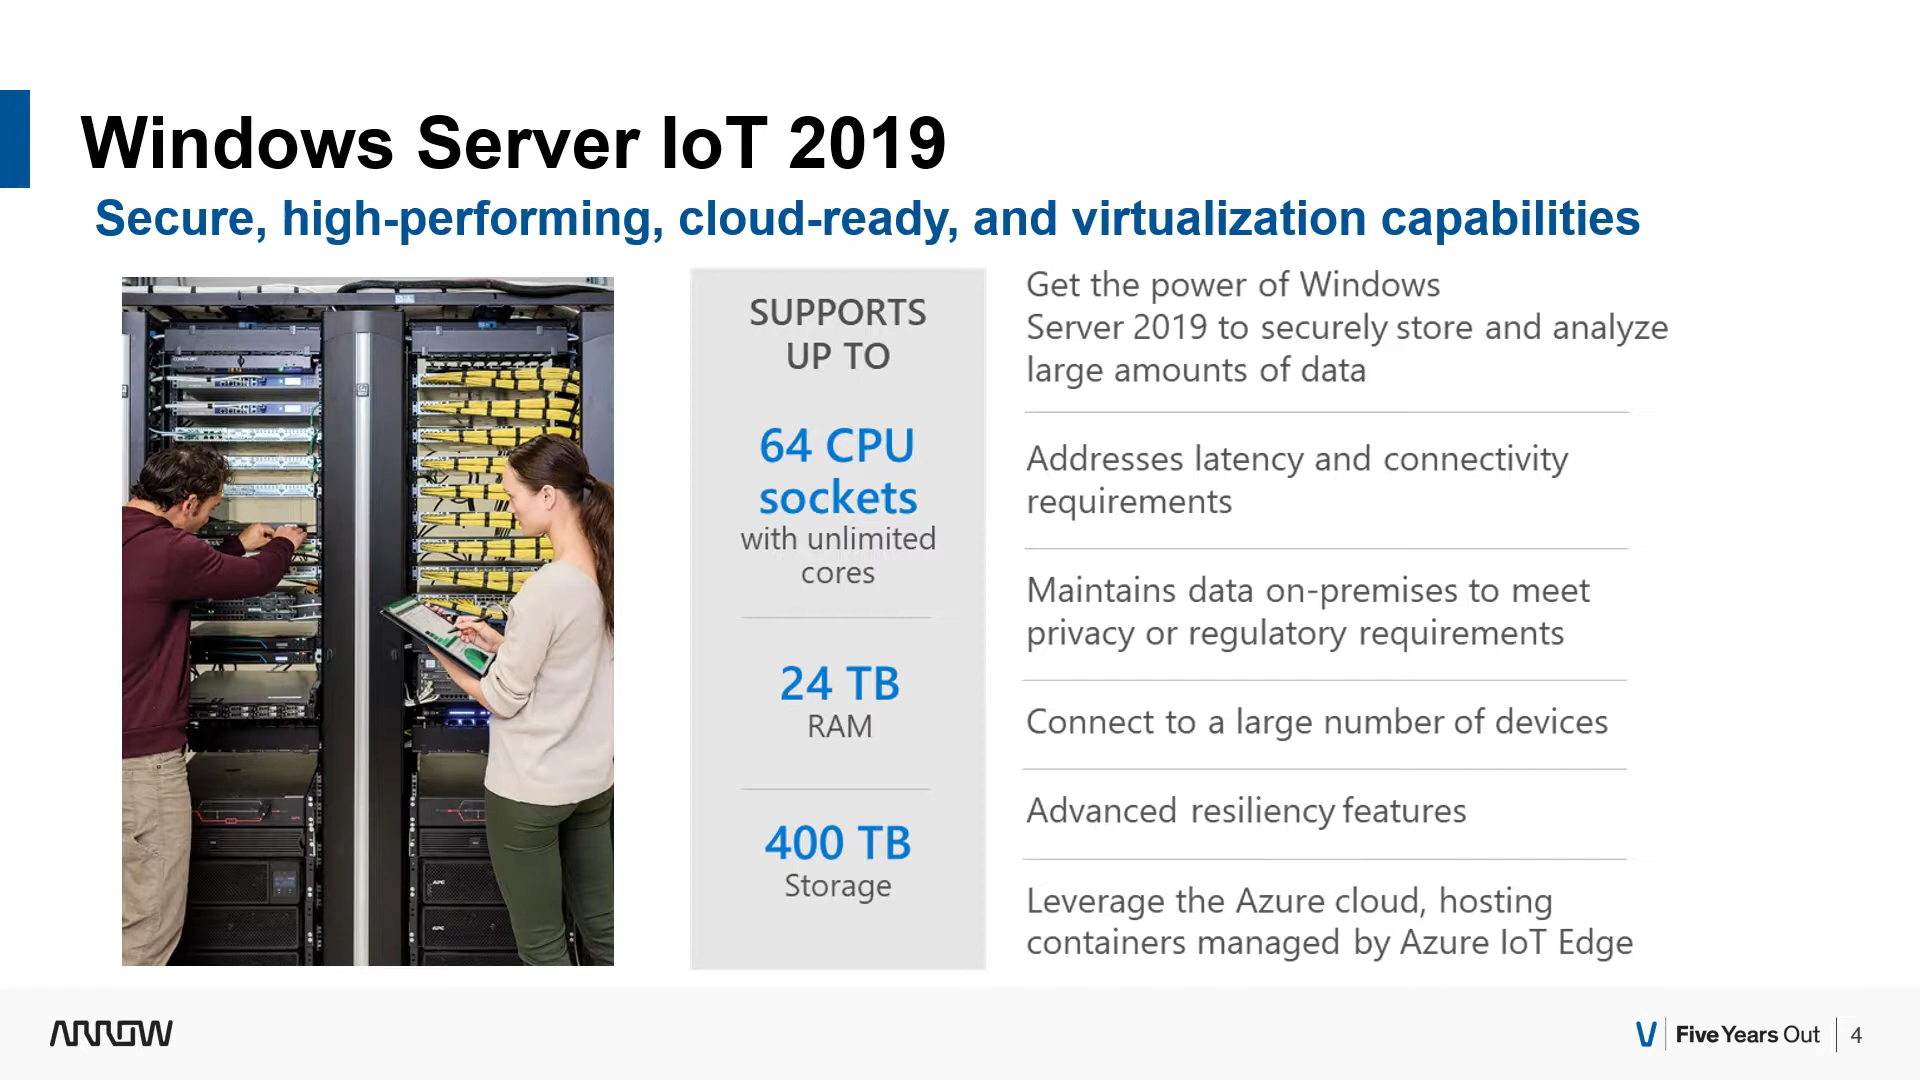 Windows Server IoT 2019
Secure, high-performing, cloud-ready, and virtualization capabilities
SUPPORTS
UP TO
64 CPU
sockets
with unlimited
cores
24 TB
RAM
400 TB
Storage
Get the power of Windows
Server 2019 to securely store and analyze
large amounts of data
Addresses latency and connectivity
requirements
Maintains data on-premises to meet
privacy or regulatory requirements
Connect to a large number of devices
Advanced resiliency features
Leverage the Azure cloud, hosting
containers managed by Azure IoT Edge
APC
APC
ARROW
Five Years Out
4